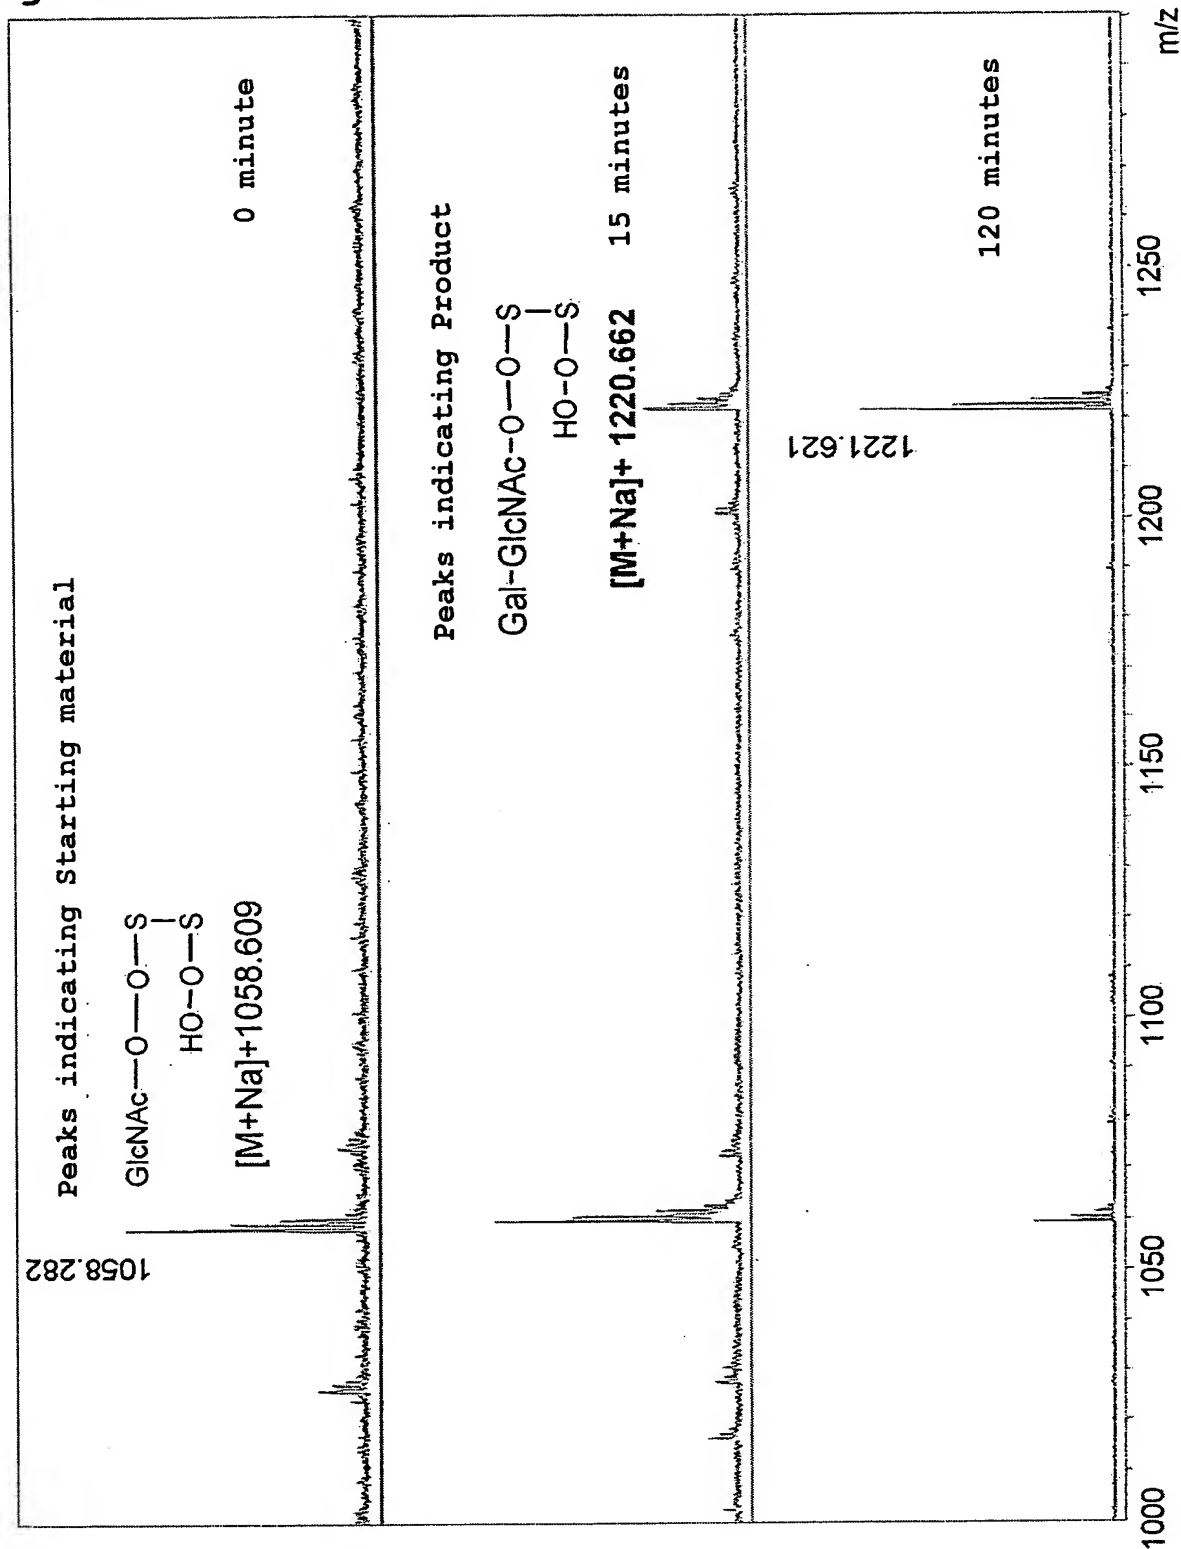 Peaks indicating Starting material
GlcNAc—O—O—S
HO-O—S
[M+Na]+1058.609
1058.282
0 minute
Peaks indicating Product
Gal-GlcNAc-O—O—S
HO-O—S
[M+Na]+ 1220.662
15 minutes
1221.621
120 minutes
1000
1050
1100
1150
1200
1250
m/z